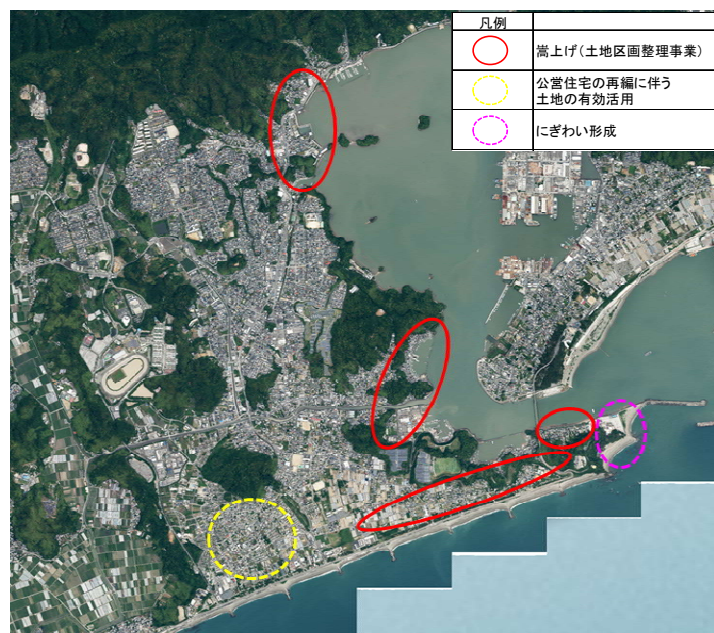 凡例
嵩上げ（土地区画整理事業）
公営住宅の再編に伴う
土地の有効活用
にぎわい形成